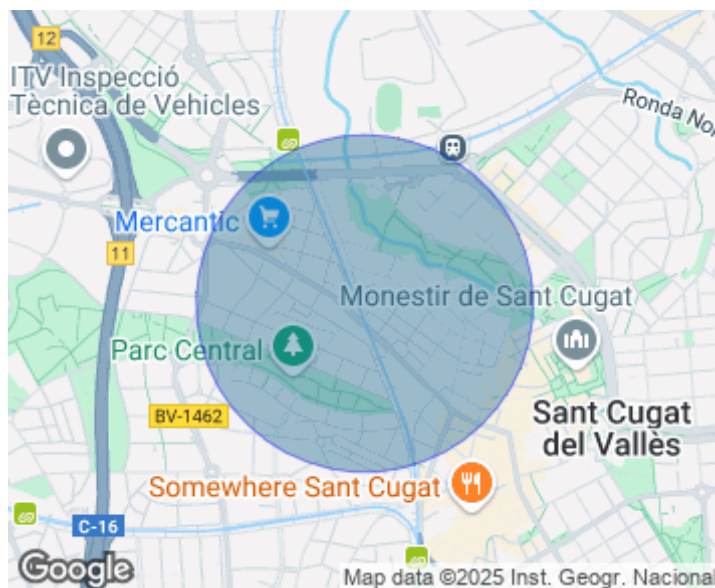 12
ITV Inspecció
Tècnica de Vehicles
Ronda No
Mercantic
11
Monestir de Sant Cugat
Parc Central
BV-1462
Sant Cugat
del Vallès
Somewhere Sant Cugat
C-16
Google
Map data ©2025 Inst. Geogr. Nacional